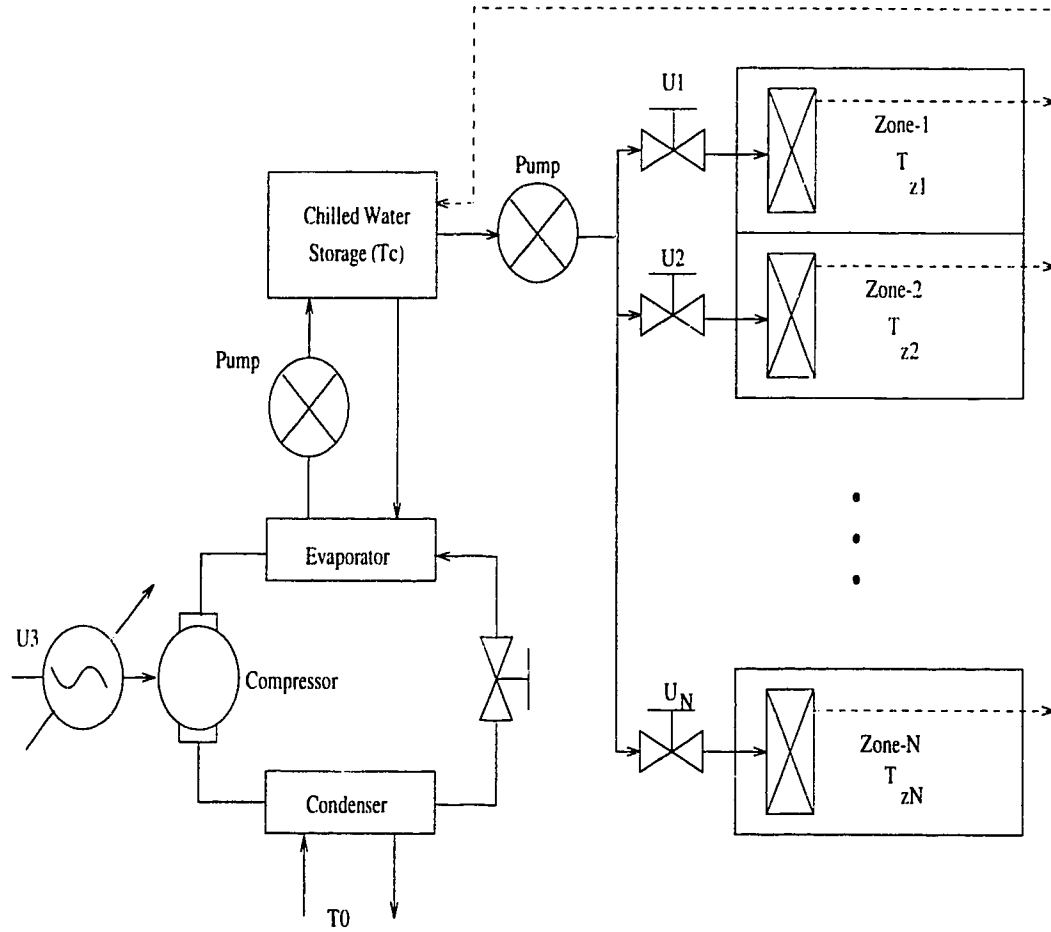 U1
Zone-1
T
z1
Pump
Chilled Water
Storage (Tc)
U2
Zone-2
T
z2
Pump
Evaporator
U3
Compressor
U
N
Zone-N
T
zN
Condenser
T0